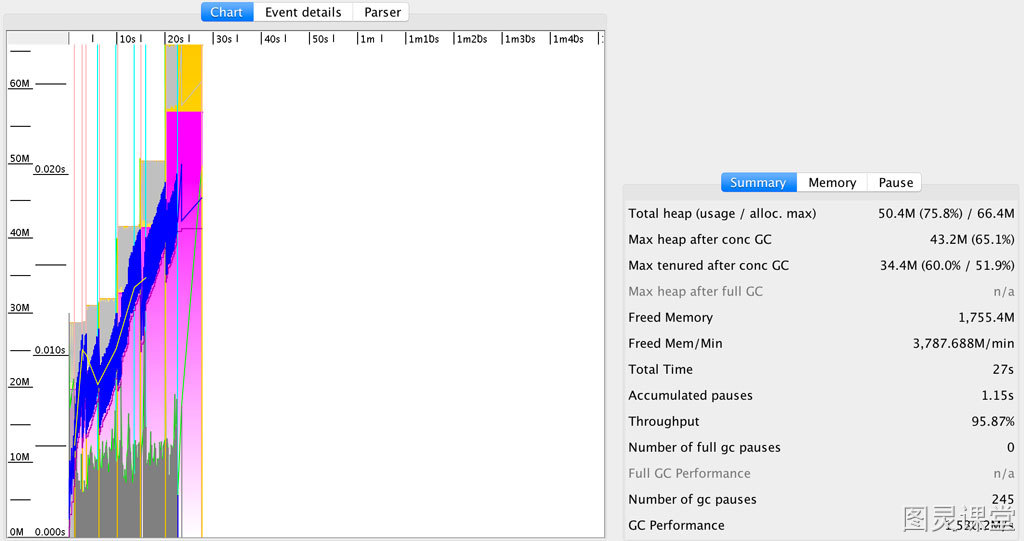 Chart Event details Parser
10s 20s 30s 40s 50s 1m 1m10s 1m20s 1m30s 1m40s
60M
50M
0.020s
40M
30M
0.010s
20M
10M
0M 0.000s
Summary Memory Pause
Total heap (usage / alloc. max) 50.4M (75.8%) / 66.4M
Max heap after conc GC 43.2M (65.1%)
Max tenured after conc GC 34.4M (60.0% / 51.9%)
Max heap after full GC n/a
Freed Memory 1,755.4M
Freed Mem/Min 3,787.688M/min
Total Time 27s
Accumulated pauses 1.15s
Throughput 95.87%
Number of full gc pauses 0
Full GC Performance n/a
Number of gc pauses 245
GC Performance
图灵课堂